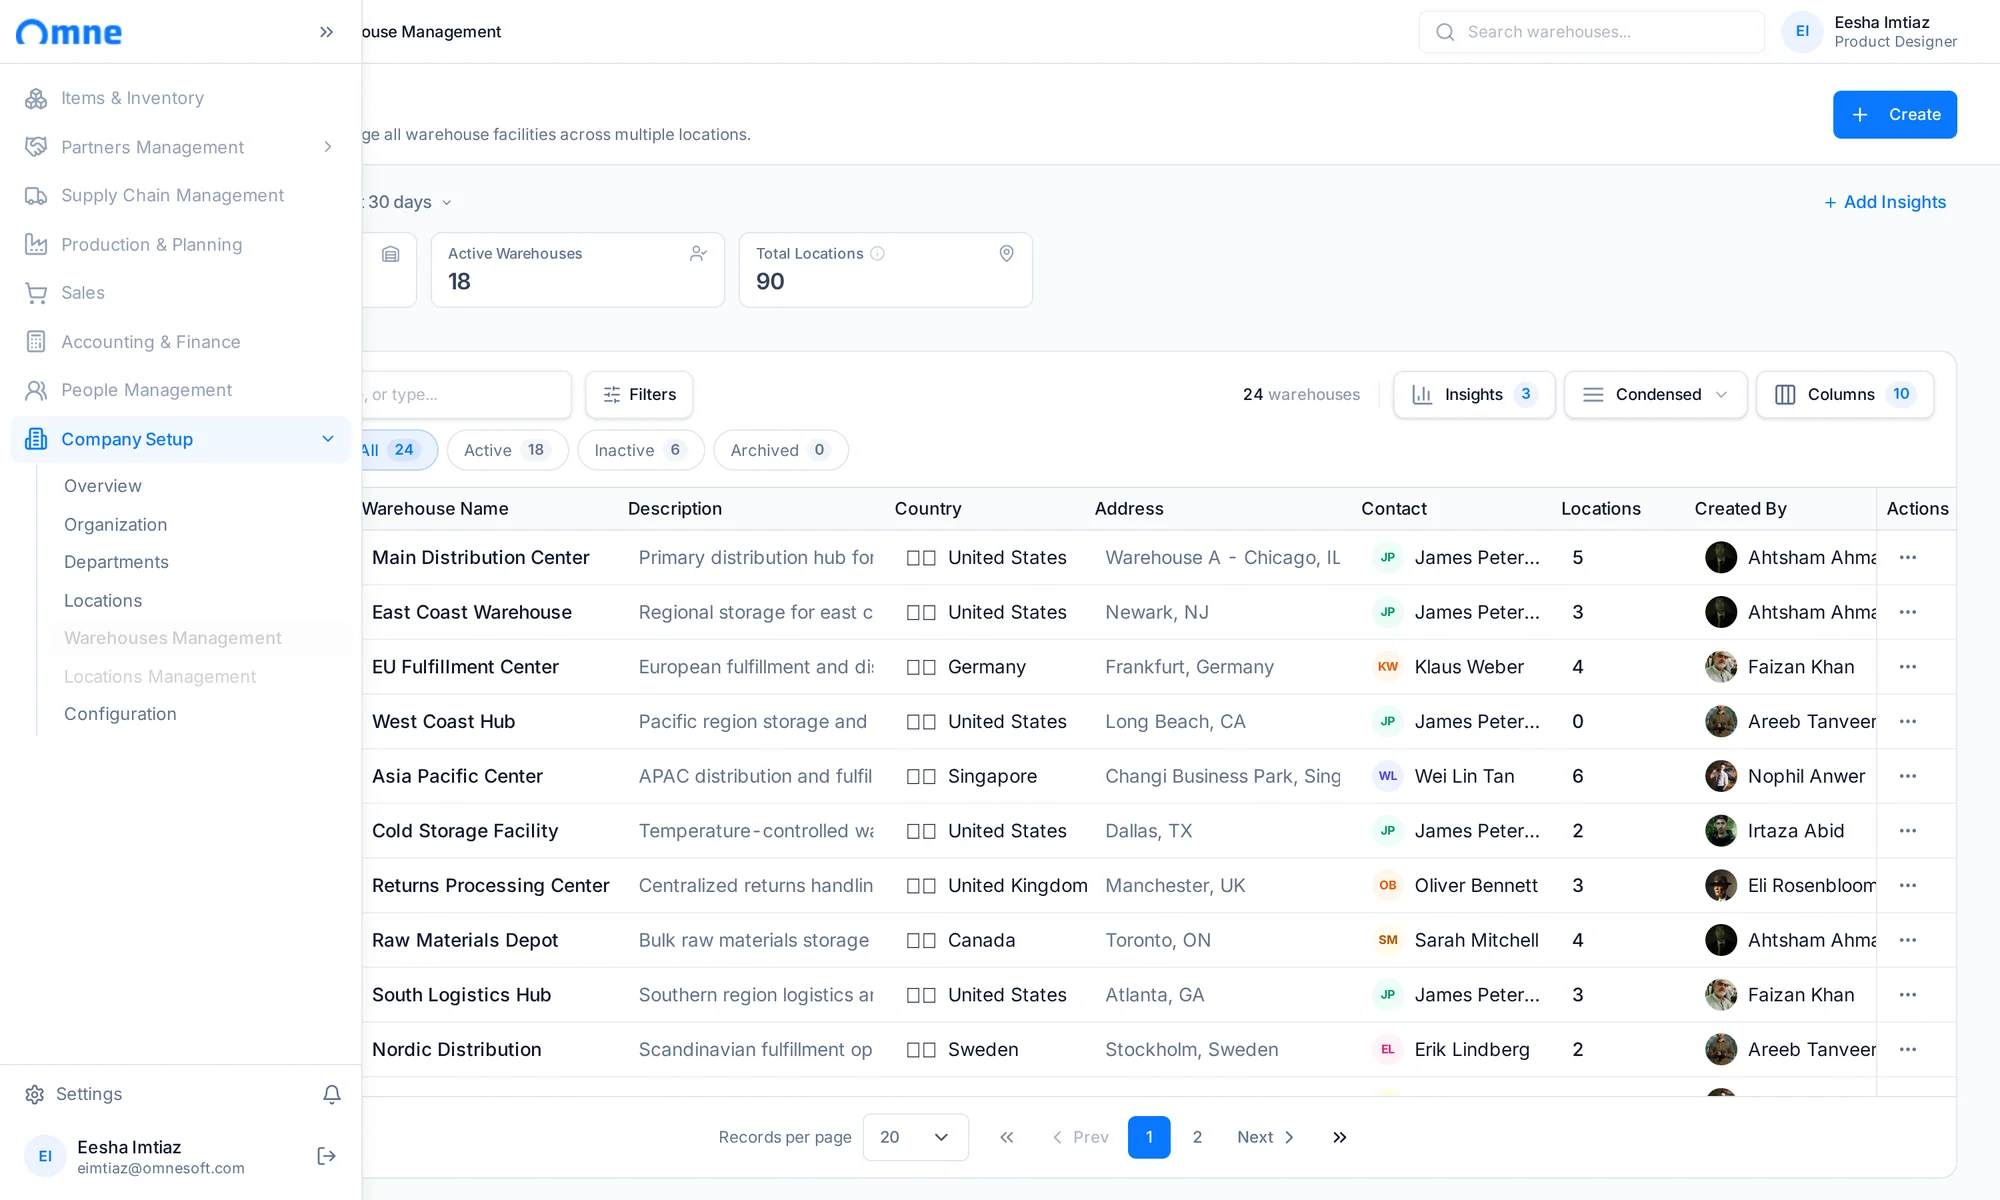 Omne
ouse Management
Search warehouses...
EI
Eesha Imtiaz
Product Designer
Items & Inventory
Partners Management
Supply Chain Management
Production & Planning
Sales
Accounting & Finance
People Management
Company Setup
Overview
Organization
Departments
Locations
Warehouses Management
Locations Management
Configuration
Settings
EI
Eesha Imtiaz
eimtiaz@omnesoft.com
ge all warehouse facilities across multiple locations.
Create
t 30 days
Add Insights
Active Warehouses
18
Total Locations
90
, or type...
Filters
24 warehouses
Insights 3
Condensed
Columns 10
All 24
Active 18
Inactive 6
Archived 0
Warehouse Name Description Country Address Contact Locations Created By Actions
Main Distribution Center Primary distribution hub for United States Warehouse A - Chicago, IL JP James Peter... 5 Ahtsham Ahma
East Coast Warehouse Regional storage for east c United States Newark, NJ JP James Peter... 3 Ahtsham Ahma
EU Fulfillment Center European fulfillment and dis Germany Frankfurt, Germany KW Klaus Weber 4 Faizan Khan
West Coast Hub Pacific region storage and United States Long Beach, CA JP James Peter... 0 Areeb Tanveer
Asia Pacific Center APAC distribution and fulfil Singapore Changi Business Park, Sing WL Wei Lin Tan 6 Nophil Anwer
Cold Storage Facility Temperature-controlled wa United States Dallas, TX JP James Peter... 2 Irtaza Abid
Returns Processing Center Centralized returns handlin United Kingdom Manchester, UK OB Oliver Bennett 3 Eli Rosenbloom
Raw Materials Depot Bulk raw materials storage Canada Toronto, ON SM Sarah Mitchell 4 Ahtsham Ahma
South Logistics Hub Southern region logistics ar United States Atlanta, GA JP James Peter... 3 Faizan Khan
Nordic Distribution Scandinavian fulfillment op Sweden Stockholm, Sweden EL Erik Lindberg 2 Areeb Tanveer
Records per page 20 Prev 1 2 Next